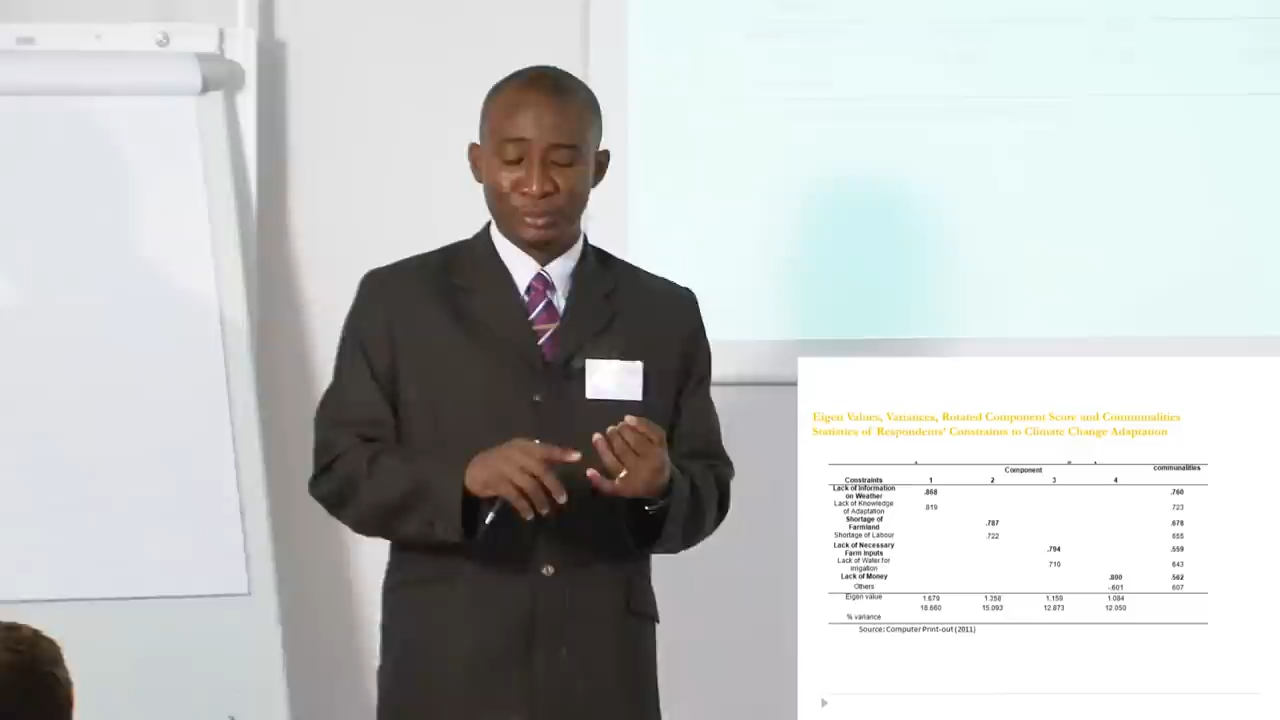 Eigen Values, Variances, Rotated Component Score and Communalities
Statistics of Respondents' Constraints to Climate Change Adaptation
Component communalities
Constraints 1 2 3 4
Lack of Information
on Weather .868 .760
Lack of Knowledge
of Adaptation 819 723
Shortage of
Farmland .787 .678
Shortage of Labour .722 655
Lack of Necessary
Farm Inputs .794 .559
Lack of Water for
Irrigation 710 643
Lack of Money .800 .562
Others -.601 607
Eigen value 1.679 1.358 1.159 1.084
18.660 15.093 12.873 12.050
% variance
Source: Computer Print-out (2011)